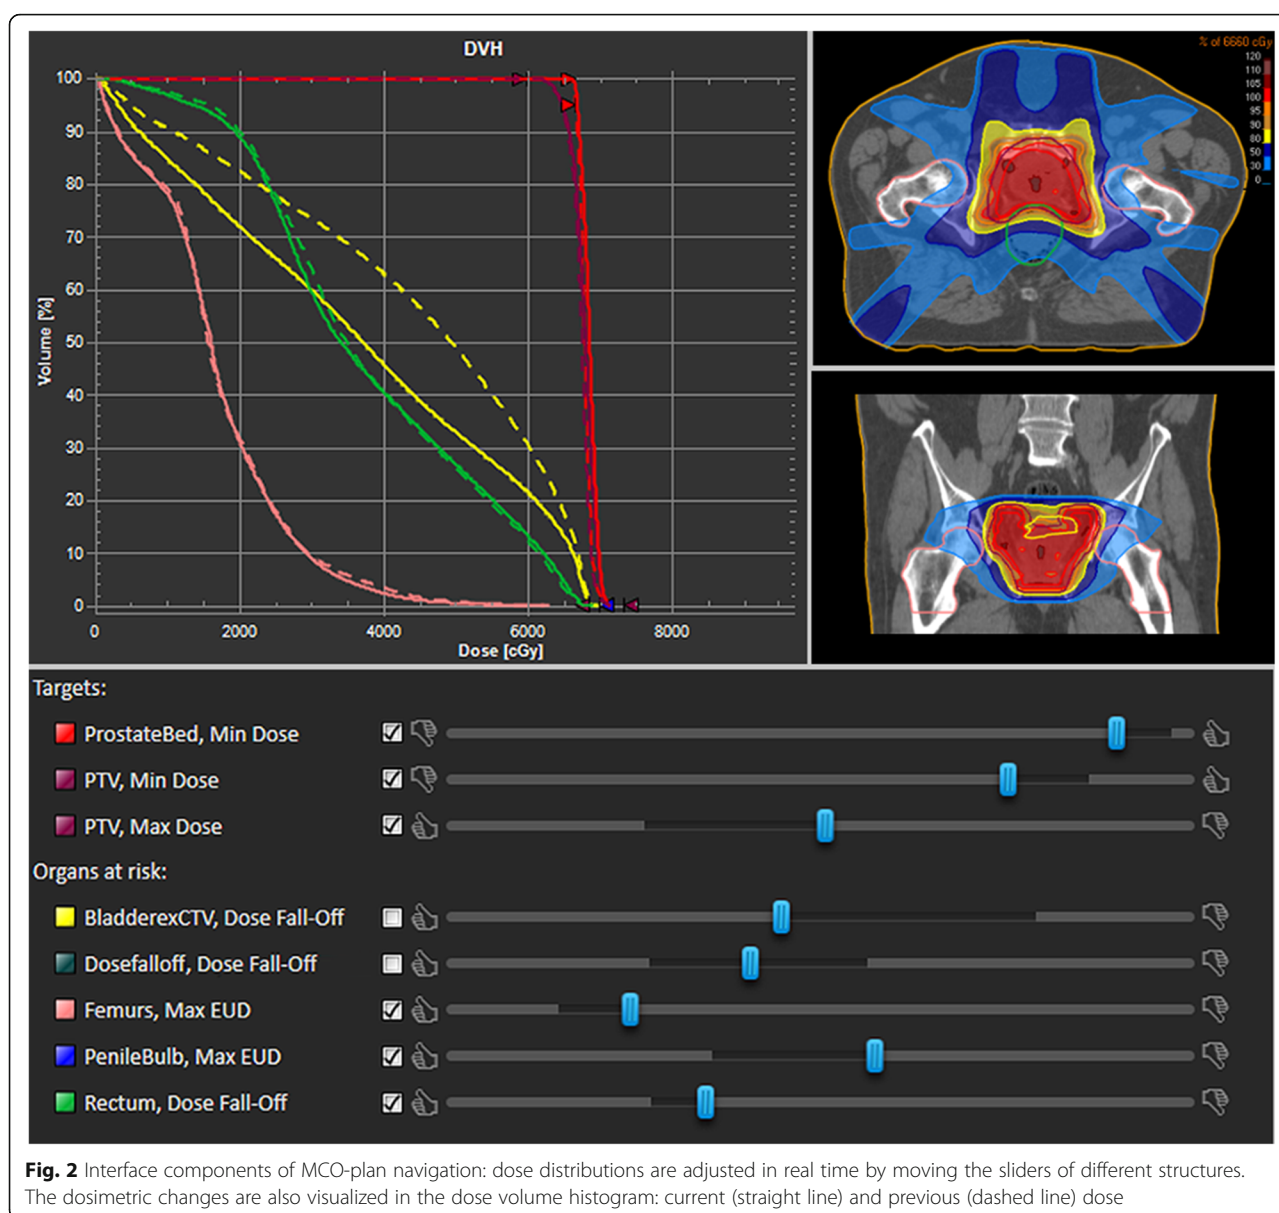 DVH
100
90
80
70
60
50
40
30
20
10
0
Volume [%]
0 2000 4000 6000 8000
Dose [cGy]
% of 6660 cGy
120
110
105
100
95
90
80
50
30
0
Targets:
ProstateBed, Min Dose
PTV, Min Dose
PTV, Max Dose
Organs at risk:
BladderexCTV, Dose Fall-Off
Dosefalloff, Dose Fall-Off
Femurs, Max EUD
PenileBulb, Max EUD
Rectum, Dose Fall-Off
Fig. 2 Interface components of MCO-plan navigation: dose distributions are adjusted in real time by moving the sliders of different structures.
The dosimetric changes are also visualized in the dose volume histogram: current (straight line) and previous (dashed line) dose